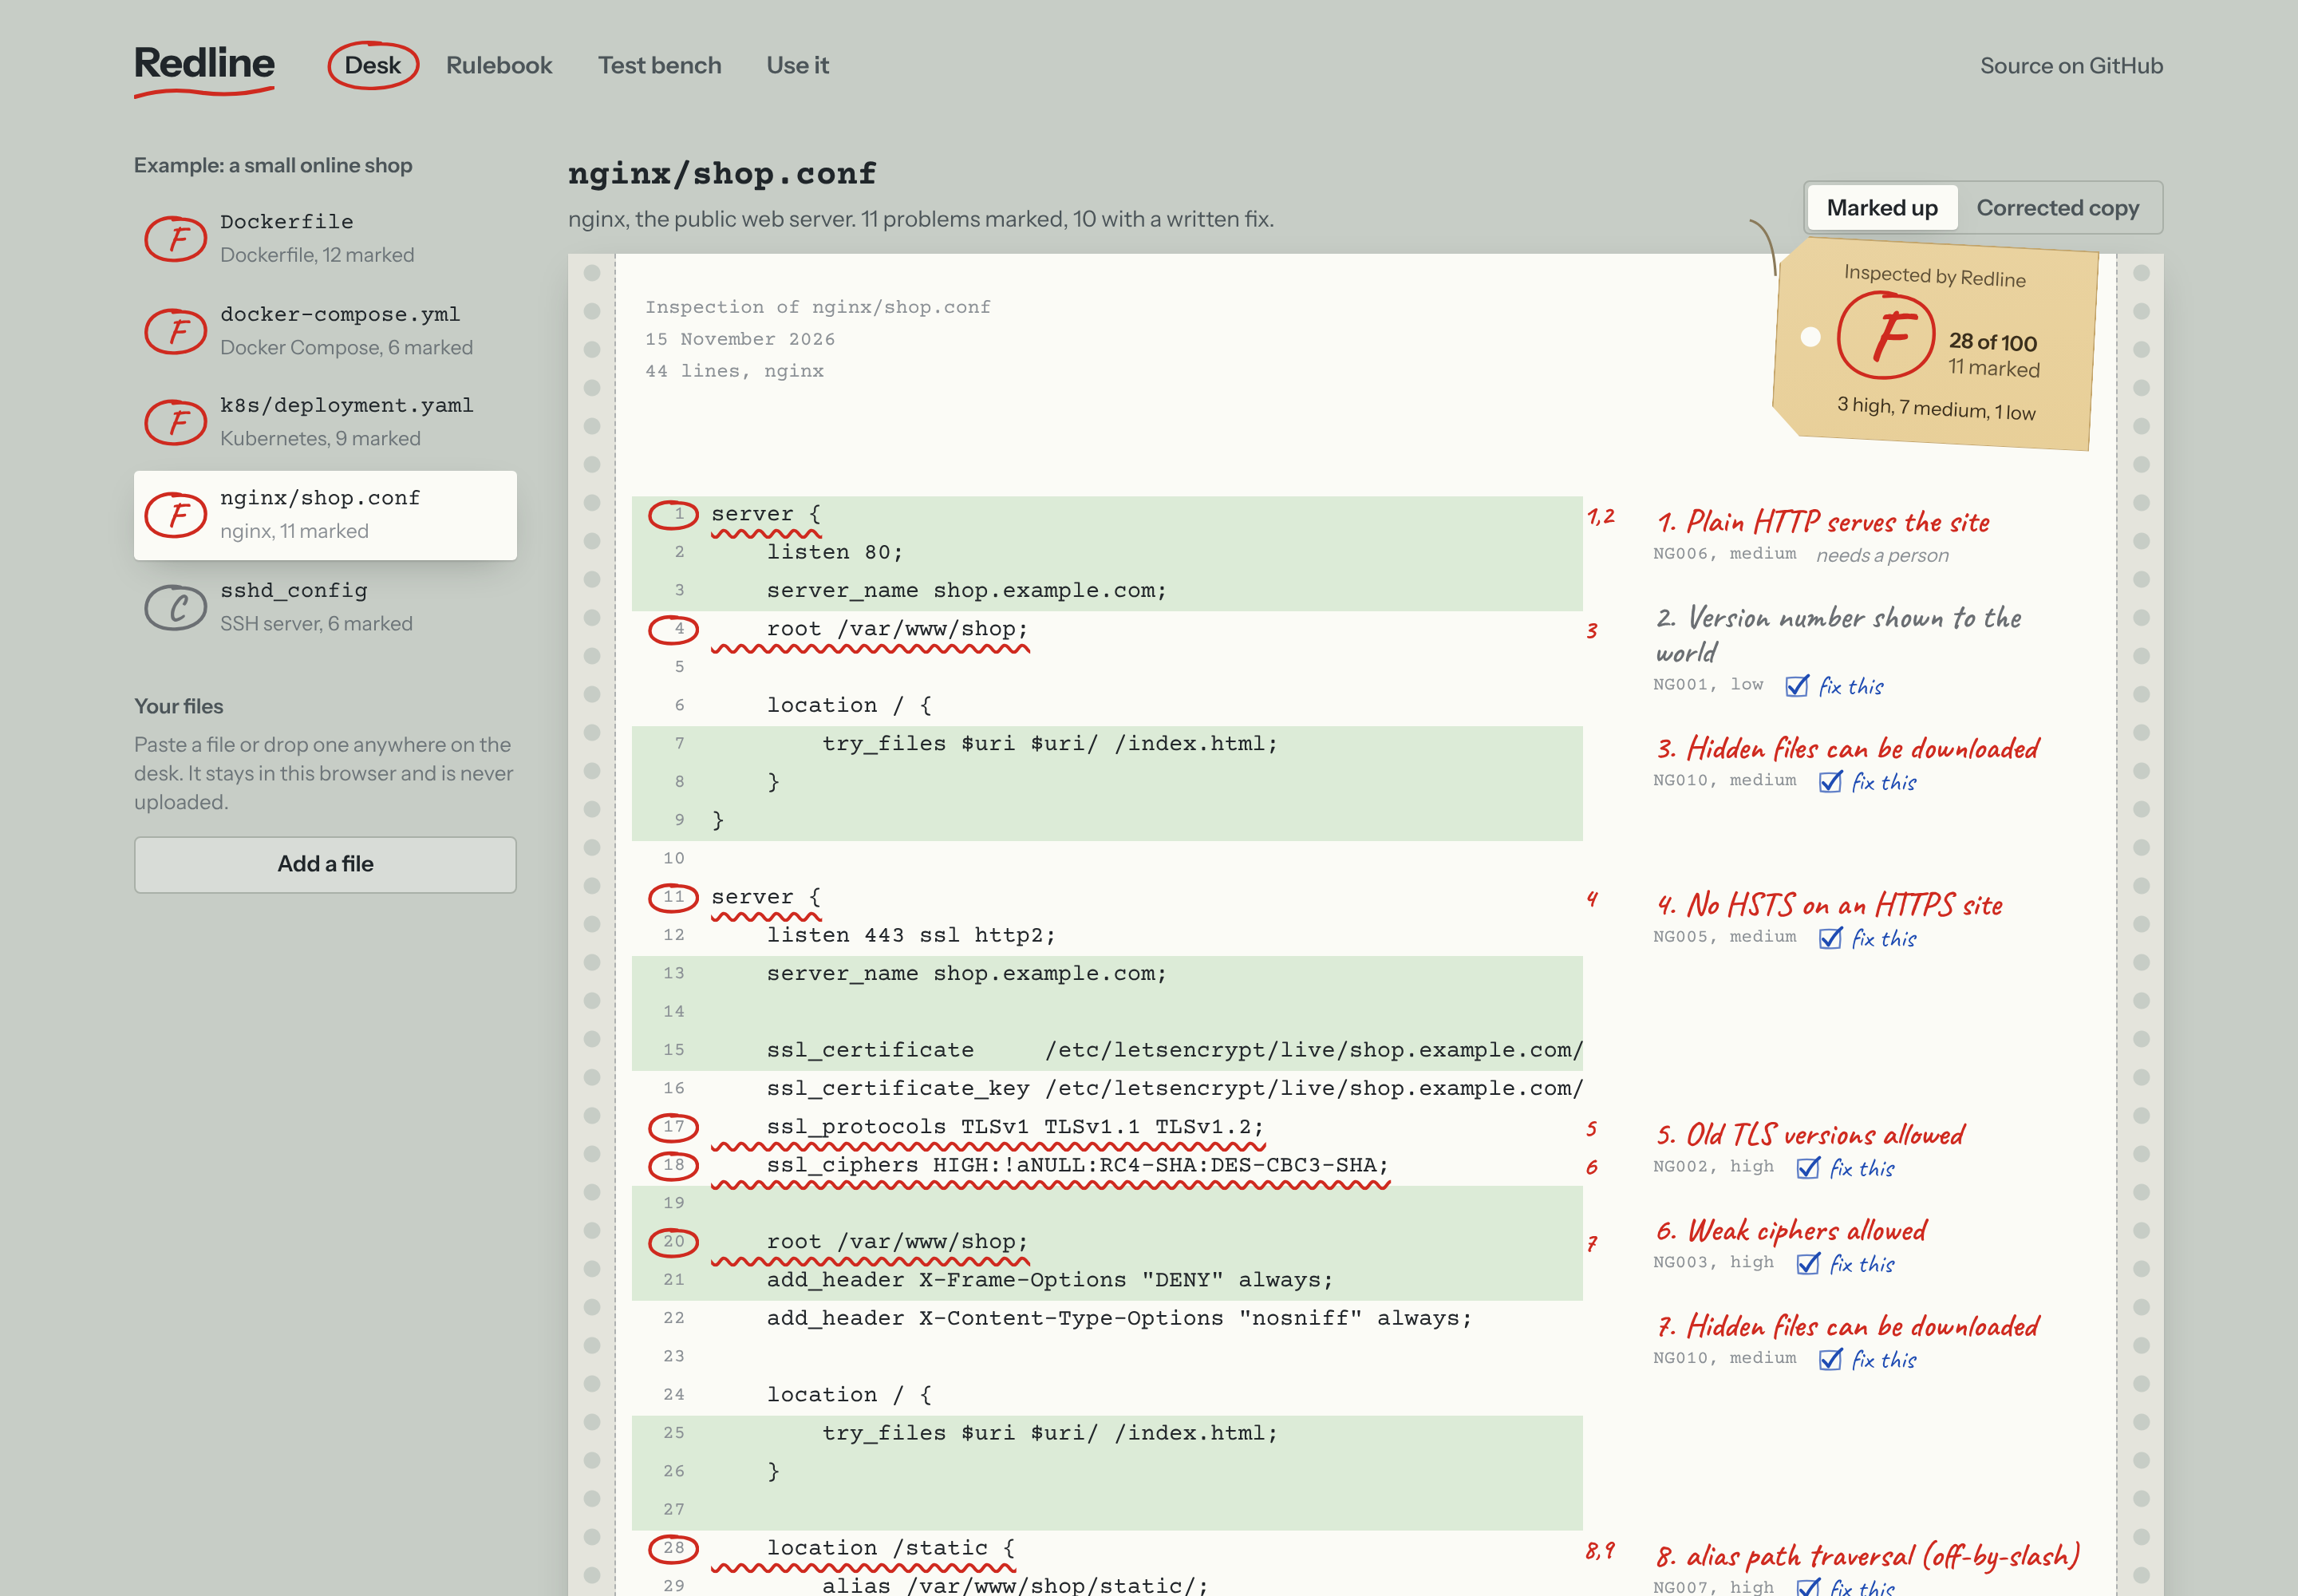 Redline
Desk
Rulebook
Test bench
Use it
Source on GitHub
Example: a small online shop
F
Dockerfile
Dockerfile, 12 marked
F
docker-compose.yml
Docker Compose, 6 marked
F
k8s/deployment.yaml
Kubernetes, 9 marked
F
nginx/shop.conf
nginx, 11 marked
C
sshd_config
SSH server, 6 marked
Your files
Paste a file or drop one anywhere on the
desk. It stays in this browser and is never
uploaded.
Add a file
nginx/shop.conf
nginx, the public web server. 11 problems marked, 10 with a written fix.
Marked up
Corrected copy
Inspection of nginx/shop.conf
15 November 2026
44 lines, nginx
Inspected by Redline
F
28 of 100
11 marked
3 high, 7 medium, 1 low
1 server { 1,2
2 listen 80;
3 server_name shop.example.com;
4 root /var/www/shop; 3
5
6 location / {
7 try_files $uri $uri/ /index.html;
8 }
9 }
10
11 server { 4
12 listen 443 ssl http2;
13 server_name shop.example.com;
14
15 ssl_certificate /etc/letsencrypt/live/shop.example.com/
16 ssl_certificate_key /etc/letsencrypt/live/shop.example.com/
17 ssl_protocols TLSv1 TLSv1.1 TLSv1.2; 5
18 ssl_ciphers HIGH:!aNULL:RC4-SHA:DES-CBC3-SHA; 6
19
20 root /var/www/shop; 7
21 add_header X-Frame-Options "DENY" always;
22 add_header X-Content-Type-Options "nosniff" always;
23
24 location / {
25 try_files $uri $uri/ /index.html;
26 }
27
28 location /static { 8,9
29 alias /var/www/shop/static/;
1. Plain HTTP serves the site
NG006, medium needs a person
2. Version number shown to the
world
NG001, low fix this
3. Hidden files can be downloaded
NG010, medium fix this
4. No HSTS on an HTTPS site
NG005, medium fix this
5. Old TLS versions allowed
NG002, high fix this
6. Weak ciphers allowed
NG003, high fix this
7. Hidden files can be downloaded
NG010, medium fix this
8. alias path traversal (off-by-slash)
NG007, high fix this